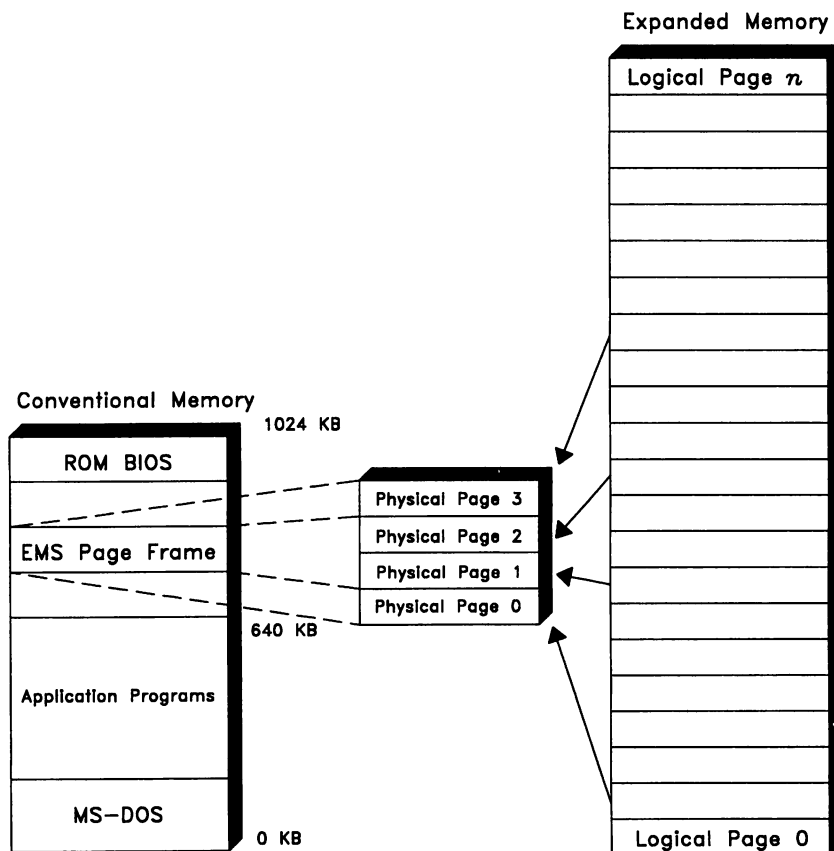 Expanded Memory
Logical Page n
Conventional Memory
1024 KB
ROM BIOS
EMS Page Frame
640 KB
Application Programs
MS-DOS
0 KB
Physical Page 3
Physical Page 2
Physical Page 1
Physical Page 0
Logical Page 0